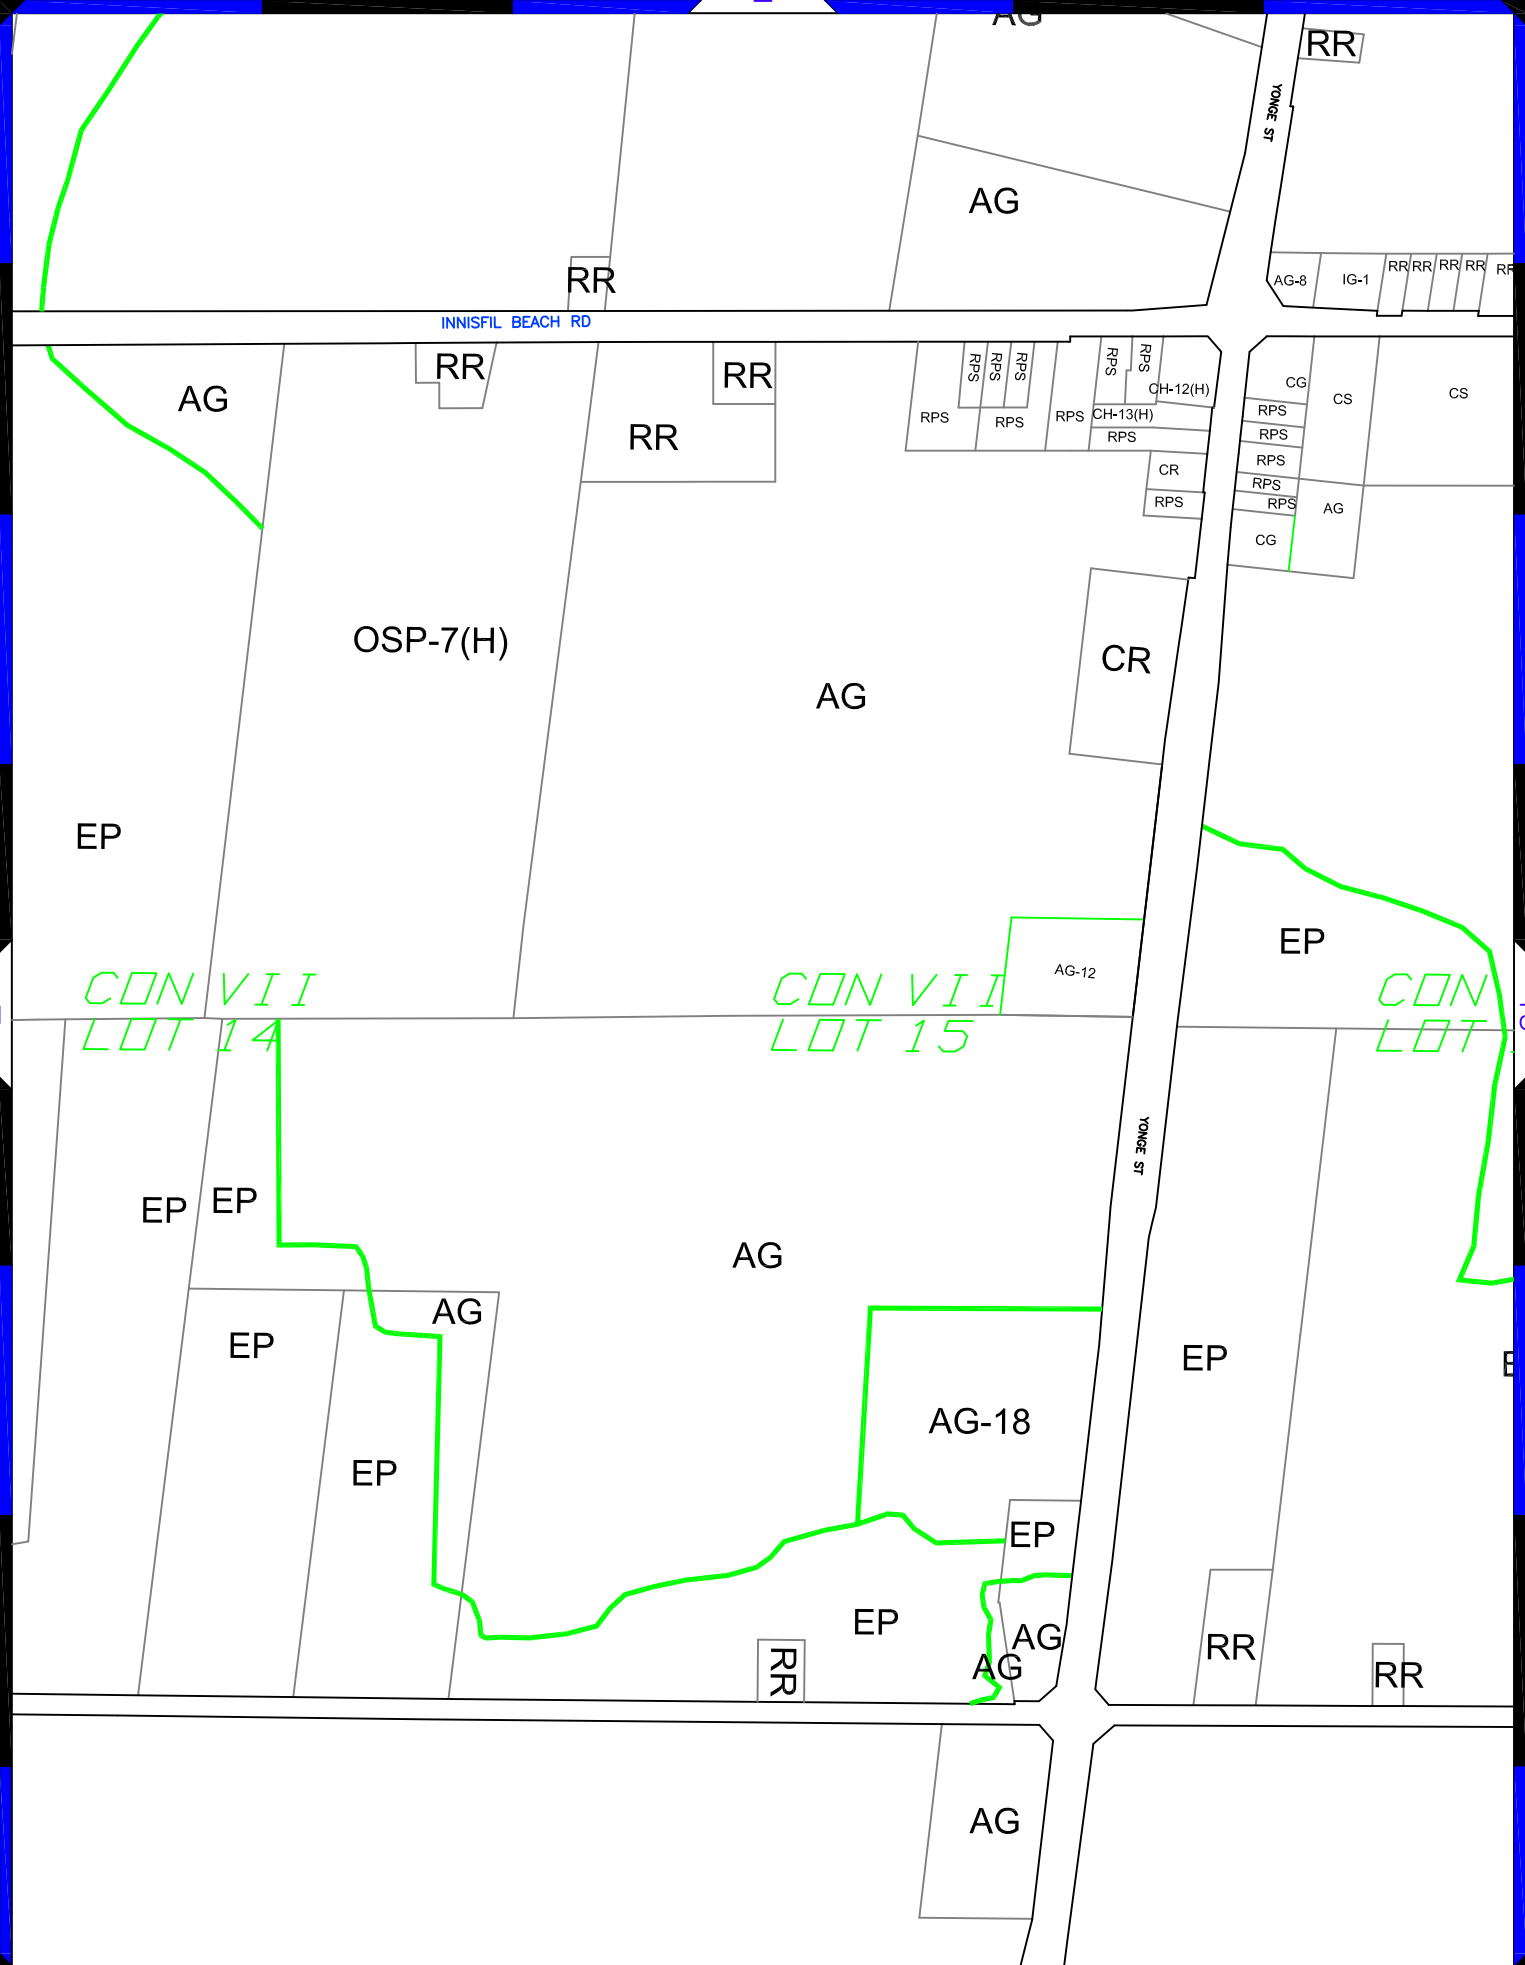 AG
RR
YONGE ST
AG
RR
AG-8
IG-1
RR
RR
RR
RR
RR
INNISFIL BEACH RD
AG
RR
RR
RR
RPS
RPS
RPS
RPS
RPS
RPS
RPS
RPS
CH-12(H)
CH-13(H)
RPS
CR
RPS
CG
RPS
RPS
RPS
RPS
RPS
CG
CS
CS
AG
OSP-7(H)
AG
CR
EP
EP
AG-12
CON VII
LOT 14
CON VII
LOT 15
CON
LOT
YONGE ST
EP
EP
AG
AG
EP
EP
EP
AG-18
EP
EP
AG
AG
RR
RR
RR
AG